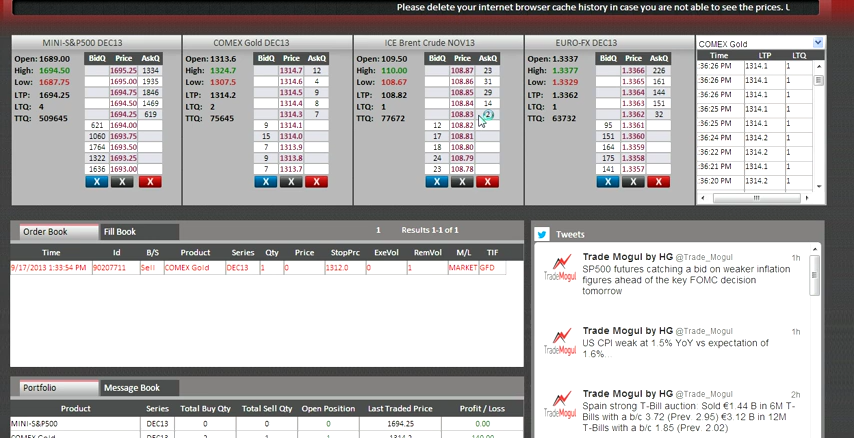 Please delete your internet browser cache history in case you are not able to see the prices. L
MINI-S&P500 DEC13
Open: 1689.00
High: 1694.50
Low: 1687.75
LTP: 1694.25
LTQ: 4
TTQ: 509645
BidQ Price AskQ
1695.25 1334
1695.00 1935
1694.75 1846
1694.50 1469
1694.25 619
621 1694.00
1060 1693.75
1764 1693.50
1322 1693.25
1636 1693.00
X X X
COMEX Gold DEC13
Open: 1313.6
High: 1324.7
Low: 1307.5
LTP: 1314.2
LTQ: 2
TTQ: 75645
BidQ Price AskQ
1314.7 12
1314.6 4
1314.5 9
1314.4 8
1314.3 7
9 1314.1
15 1314.0
7 1313.9
9 1313.8
7 1313.7
X X X
ICE Brent Crude NOV13
Open: 109.50
High: 110.00
Low: 108.67
LTP: 108.82
LTQ: 1
TTQ: 77672
BidQ Price AskQ
108.87 23
108.86 31
108.85 29
108.84 14
108.83
12 108.82
17 108.81
18 108.80
24 108.79
23 108.78
X X X
EURO-FX DEC13
Open: 1.3337
High: 1.3377
Low: 1.3329
LTP: 1.3362
LTQ: 1
TTQ: 63732
BidQ Price AskQ
1.3366 226
1.3365 161
1.3364 144
1.3363 151
1.3362 32
95 1.3361
151 1.3360
164 1.3359
175 1.3358
141 1.3357
X X X
COMEX Gold
Time LTP LTQ
:36:26 PM 1314.1 1
:36:26 PM 1314.2 1
:36:26 PM 1314.1 1
:36:25 PM 1314.1 1
:36:25 PM 1314.1 1
:36:24 PM 1314.2 1
:36:22 PM 1314.1 1
:36:21 PM 1314.1 1
:36:20 PM 1314.2 1
Order Book Fill Book 1 Results 1-1 of 1
Time Id B/S Product Series Qty Price StopPrc ExeVol RemVol M/L TIF
9/17/2013 1:33:54 PM 90207711 Sell COMEX Gold DEC13 1 0 1312.0 0 1 MARKET GFD
Portfolio Message Book
Product Series Total Buy Qty Total Sell Qty Open Position Last Traded Price Profit / Loss
MINI-S&P500 DEC13 0 0 0 1694.25 0.00
COMEX Gold DEC13
Tweets
Trade Mogul by HG @Trade_Mogul 1h
SP500 futures catching a bid on weaker inflation
figures ahead of the key FOMC decision
tomorrow
TradeMogul
Trade Mogul by HG @Trade_Mogul 1h
US CPI weak at 1.5% YoY vs expectation of
1.6%...
TradeMogul
Trade Mogul by HG @Trade_Mogul 2h
Spain strong T-Bill auction: Sold €1.44 B in 6M T-
Bills with a b/c 3.72 (Prev. 2.95) €3.12 B in 12M
T-Bills with a b/c 1.85 (Prev. 2.02)
TradeMogul